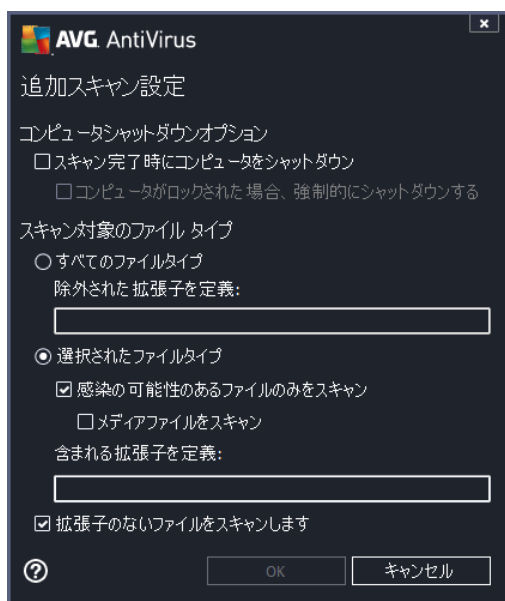 AVG AntiVirus
追加スキャン設定
コンピュータシャットダウンオプション
スキャン完了時にコンピュータをシャットダウン
コンピュータがロックされた場合、強制的にシャットダウンする
スキャン対象のファイル タイプ
すべてのファイルタイプ
除外された拡張子を定義:
選択されたファイルタイプ
感染の可能性のあるファイルのみをスキャン
メディアファイルをスキャン
含まれる拡張子を定義:
拡張子のないファイルをスキャンします
? OK キャンセル